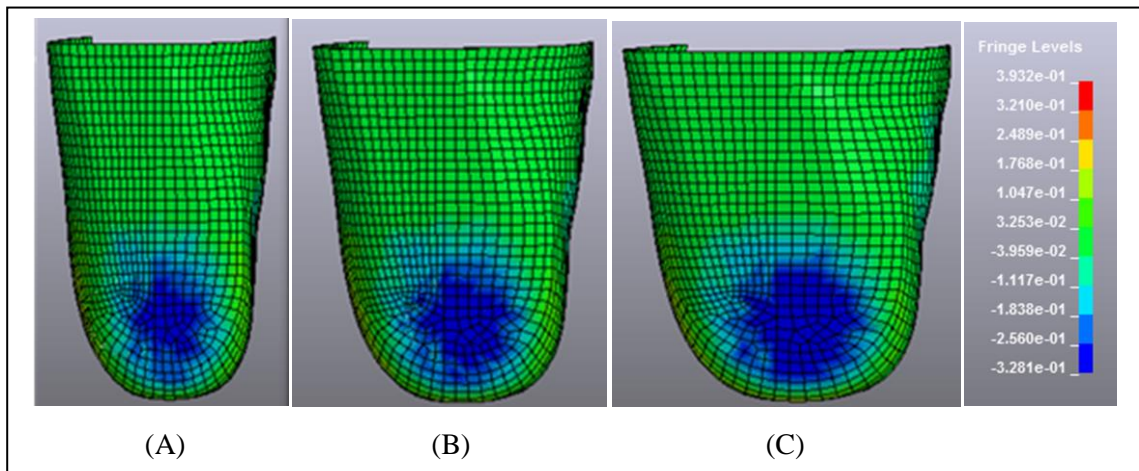 Fringe Levels
3.932e-01
3.210e-01
2.489e-01
1.768e-01
1.047e-01
3.253e-02
-3.959e-02
-1.117e-01
-1.838e-01
-2.560e-01
-3.281e-01
(A) (B) (C)